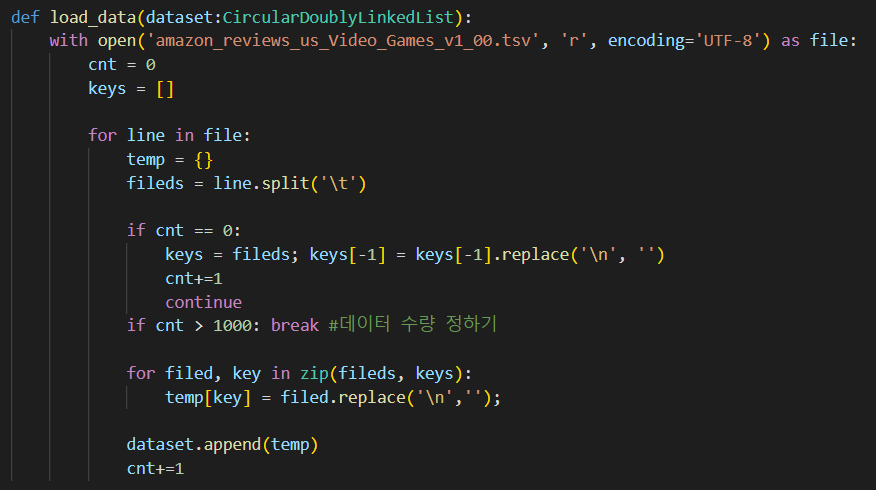 def load_data(dataset:CircularDoublyLinkedList):
    with open('amazon_reviews_us_Video_Games_v1_00.tsv', 'r', encoding='UTF-8') as file:
        cnt = 0
        keys = []

        for line in file:
            temp = {}
            fileds = line.split('\t')

            if cnt == 0:
                keys = fileds; keys[-1] = keys[-1].replace('\n', '')
                cnt+=1
                continue
            if cnt > 1000: break #데이터 수량 정하기

            for filed, key in zip(fileds, keys):
                temp[key] = filed.replace('\n','');

            dataset.append(temp)
            cnt+=1